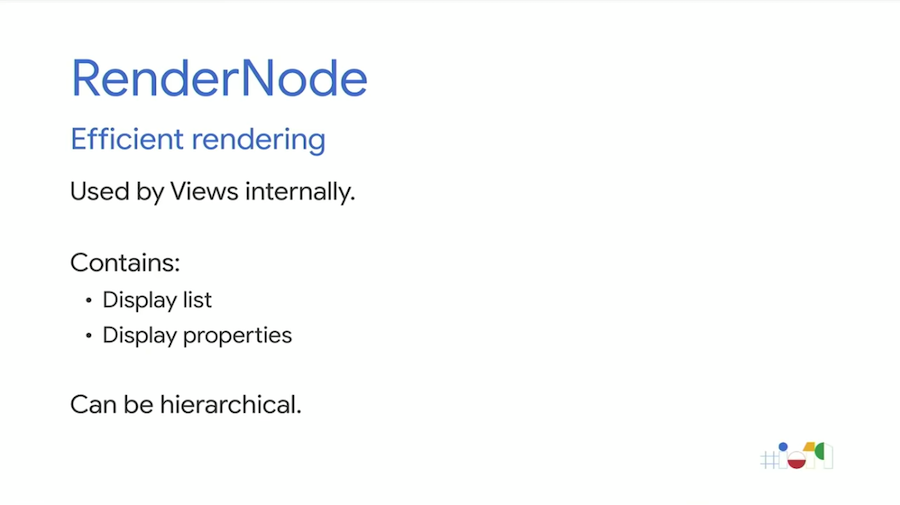 RenderNode
Efficient rendering
Used by Views internally.
Contains:
• Display list
• Display properties
Can be hierarchical.
#io19